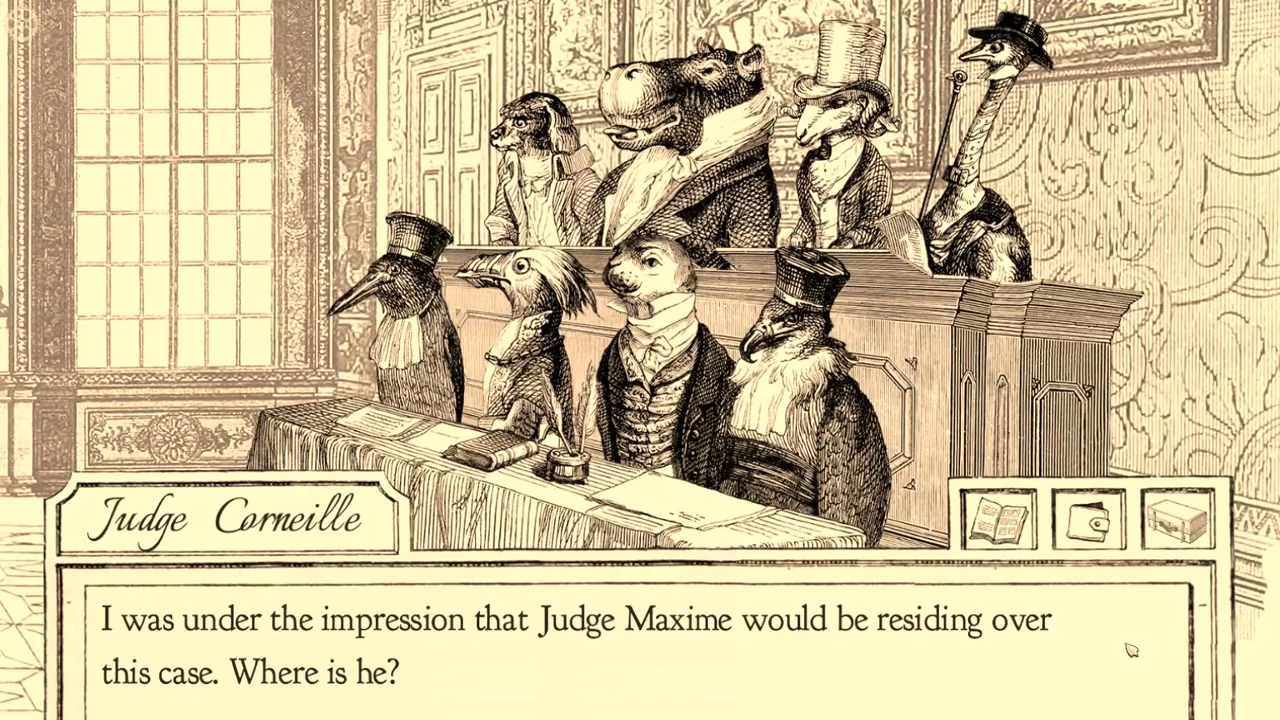 Judge Corneille
I was under the impression that Judge Maxime would be residing over
this case. Where is he?